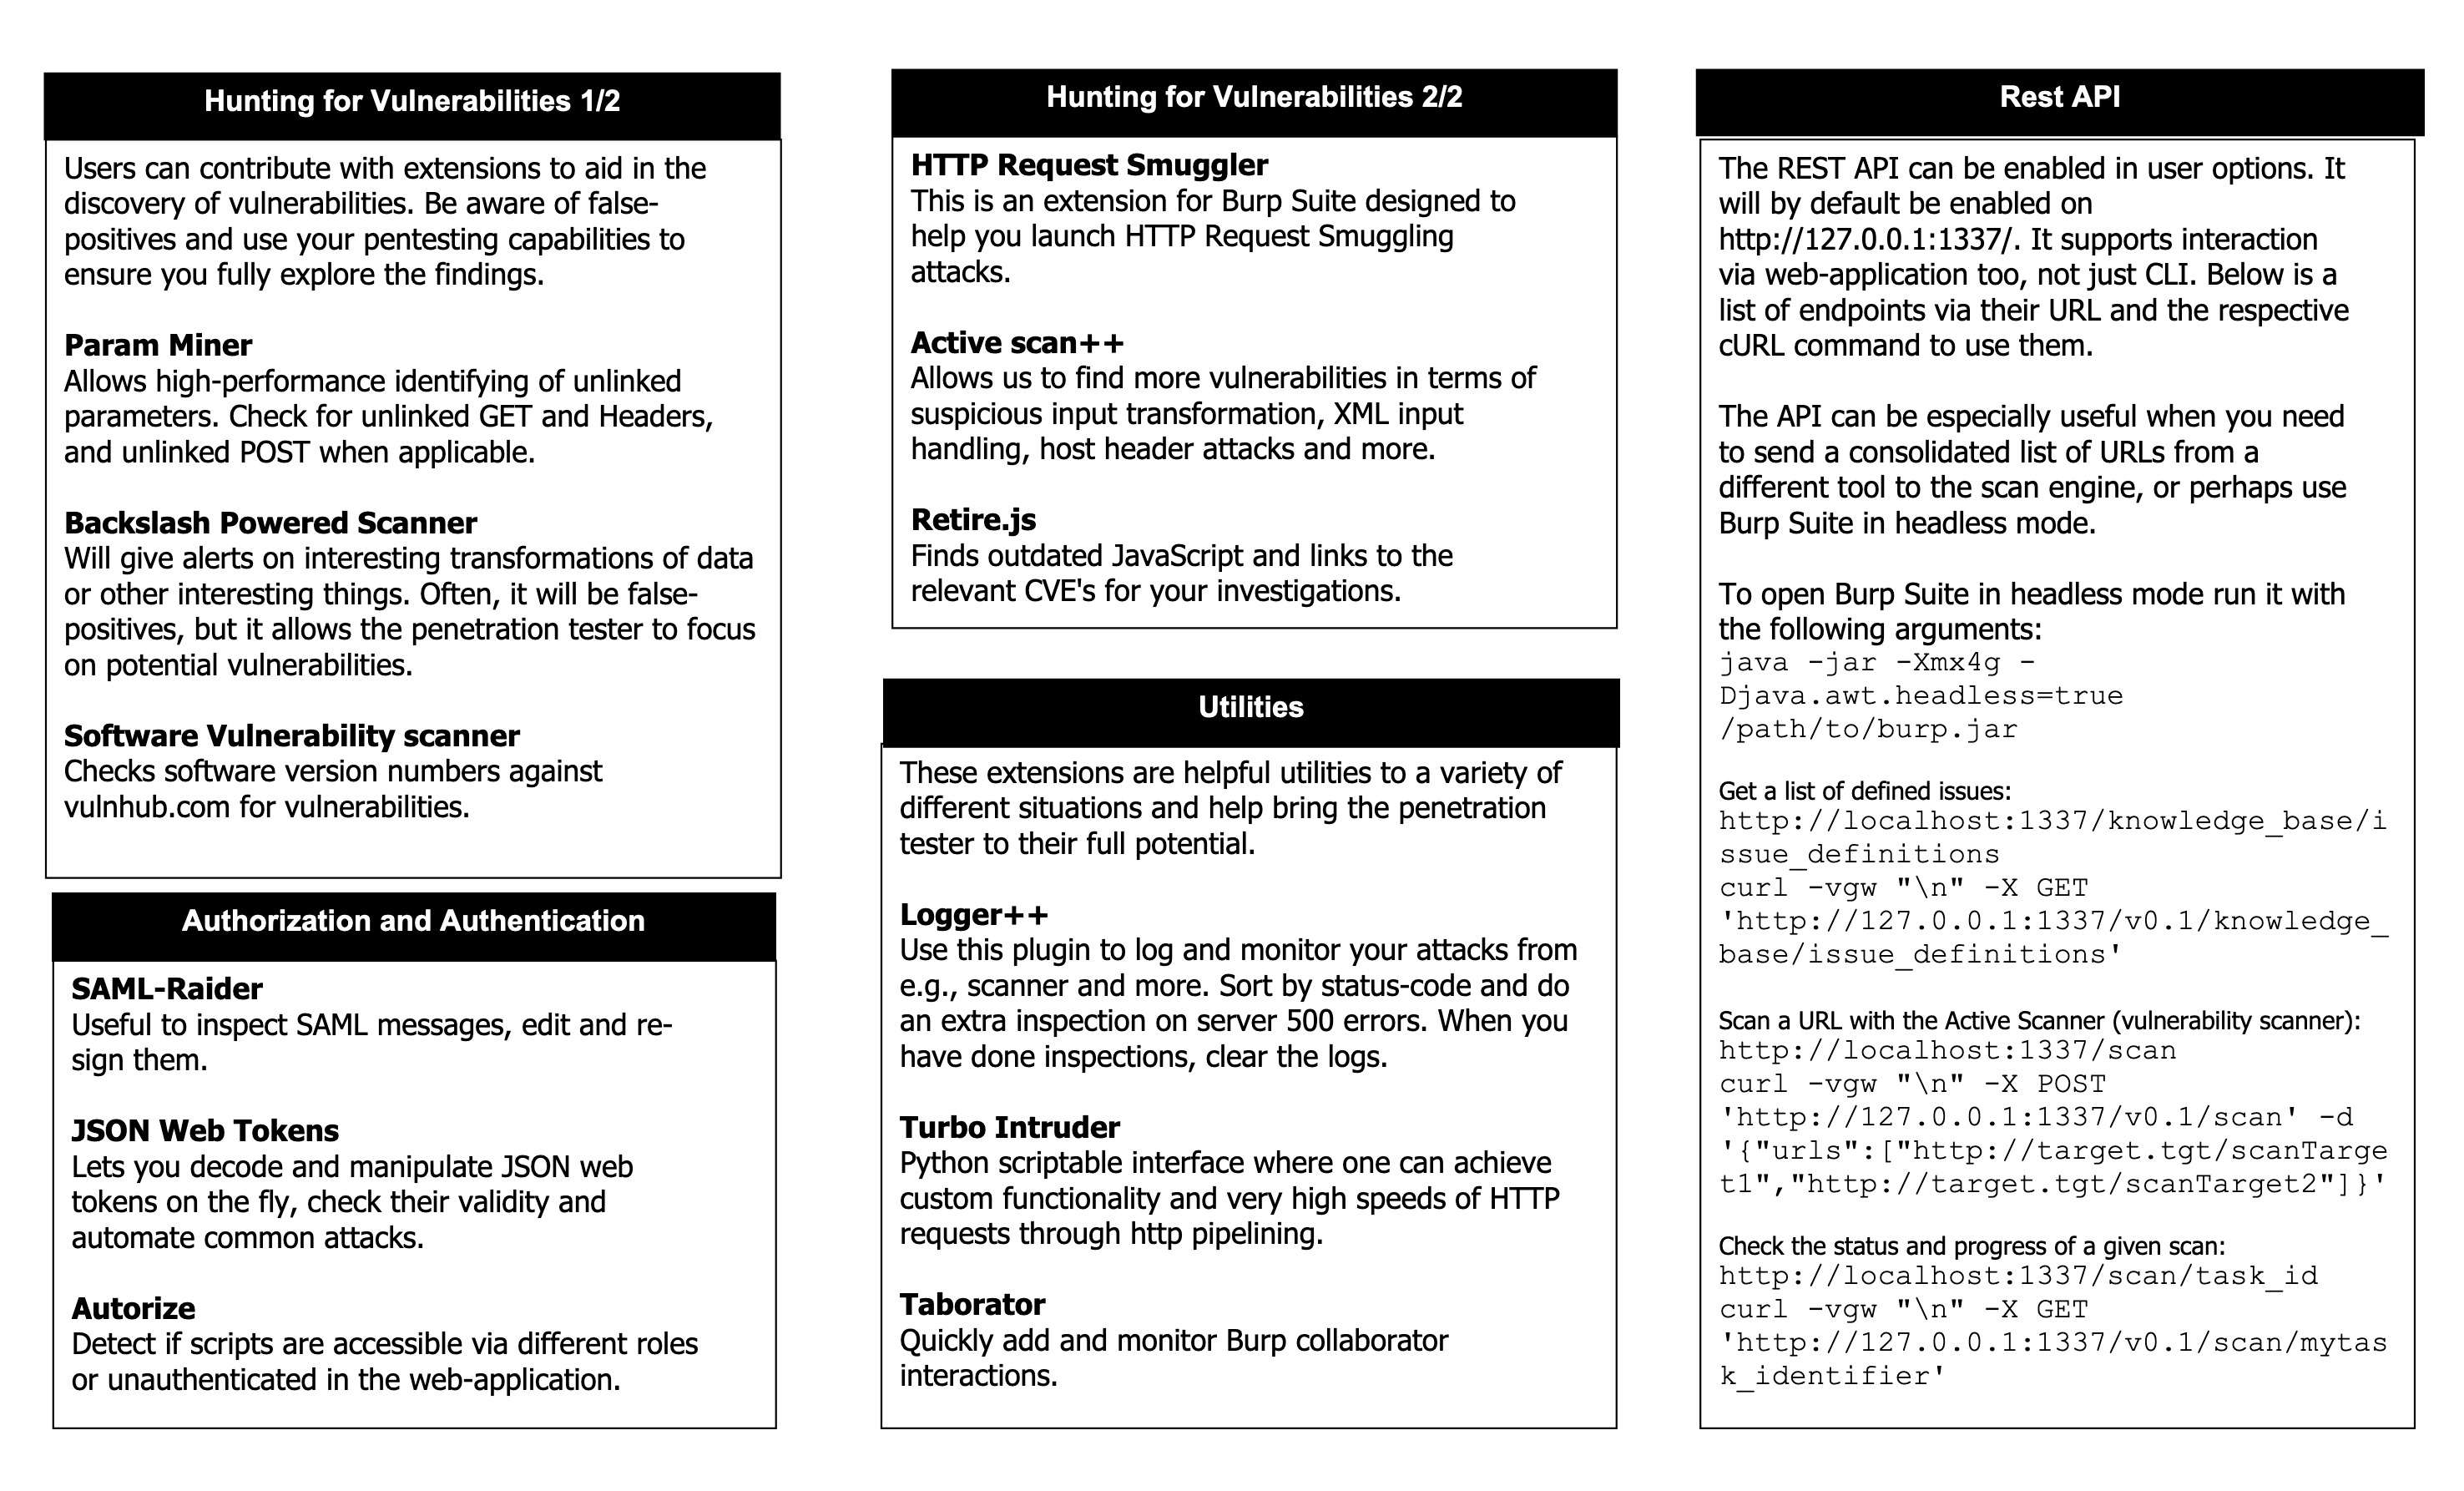 Hunting for Vulnerabilities 1/2
Users can contribute with extensions to aid in the
discovery of vulnerabilities. Be aware of false-
positives and use your pentesting capabilities to
ensure you fully explore the findings.
Param Miner
Allows high-performance identifying of unlinked
parameters. Check for unlinked GET and Headers,
and unlinked POST when applicable.
Backslash Powered Scanner
Will give alerts on interesting transformations of data
or other interesting things. Often, it will be false-
positives, but it allows the penetration tester to focus
on potential vulnerabilities.
Software Vulnerability scanner
Checks software version numbers against
vulnhub.com for vulnerabilities.
Authorization and Authentication
SAML-Raider
Useful to inspect SAML messages, edit and re-
sign them.
JSON Web Tokens
Lets you decode and manipulate JSON web
tokens on the fly, check their validity and
automate common attacks.
Autorize
Detect if scripts are accessible via different roles
or unauthenticated in the web-application.
Hunting for Vulnerabilities 2/2
HTTP Request Smuggler
This is an extension for Burp Suite designed to
help you launch HTTP Request Smuggling
attacks.
Active scan++
Allows us to find more vulnerabilities in terms of
suspicious input transformation, XML input
handling, host header attacks and more.
Retire.js
Finds outdated JavaScript and links to the
relevant CVE's for your investigations.
Utilities
These extensions are helpful utilities to a variety of
different situations and help bring the penetration
tester to their full potential.
Logger++
Use this plugin to log and monitor your attacks from
e.g., scanner and more. Sort by status-code and do
an extra inspection on server 500 errors. When you
have done inspections, clear the logs.
Turbo Intruder
Python scriptable interface where one can achieve
custom functionality and very high speeds of HTTP
requests through http pipelining.
Taborator
Quickly add and monitor Burp collaborator
interactions.
Rest API
The REST API can be enabled in user options. It
will by default be enabled on
http://127.0.0.1:1337/. It supports interaction
via web-application too, not just CLI. Below is a
list of endpoints via their URL and the respective
cURL command to use them.
The API can be especially useful when you need
to send a consolidated list of URLs from a
different tool to the scan engine, or perhaps use
Burp Suite in headless mode.
To open Burp Suite in headless mode run it with
the following arguments:
java -jar -Xmx4g -
Djava.awt.headless=true
/path/to/burp.jar
Get a list of defined issues:
http://localhost:1337/knowledge_base/i
ssue_definitions
curl -vgw "\n" -X GET
'http://127.0.0.1:1337/v0.1/knowledge_
base/issue_definitions'
Scan a URL with the Active Scanner (vulnerability scanner):
http://localhost:1337/scan
curl -vgw "\n" -X POST
'http://127.0.0.1:1337/v0.1/scan' -d
'{"urls":["http://target.tgt/scanTarge
t1","http://target.tgt/scanTarget2"]}'
Check the status and progress of a given scan:
http://localhost:1337/scan/task_id
curl -vgw "\n" -X GET
'http://127.0.0.1:1337/v0.1/scan/mytas
k_identifier'